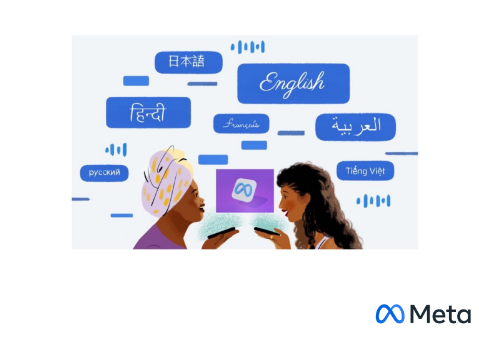 日本語
English
हिन्दी
français
العربية
русский
Tiếng Việt
Meta